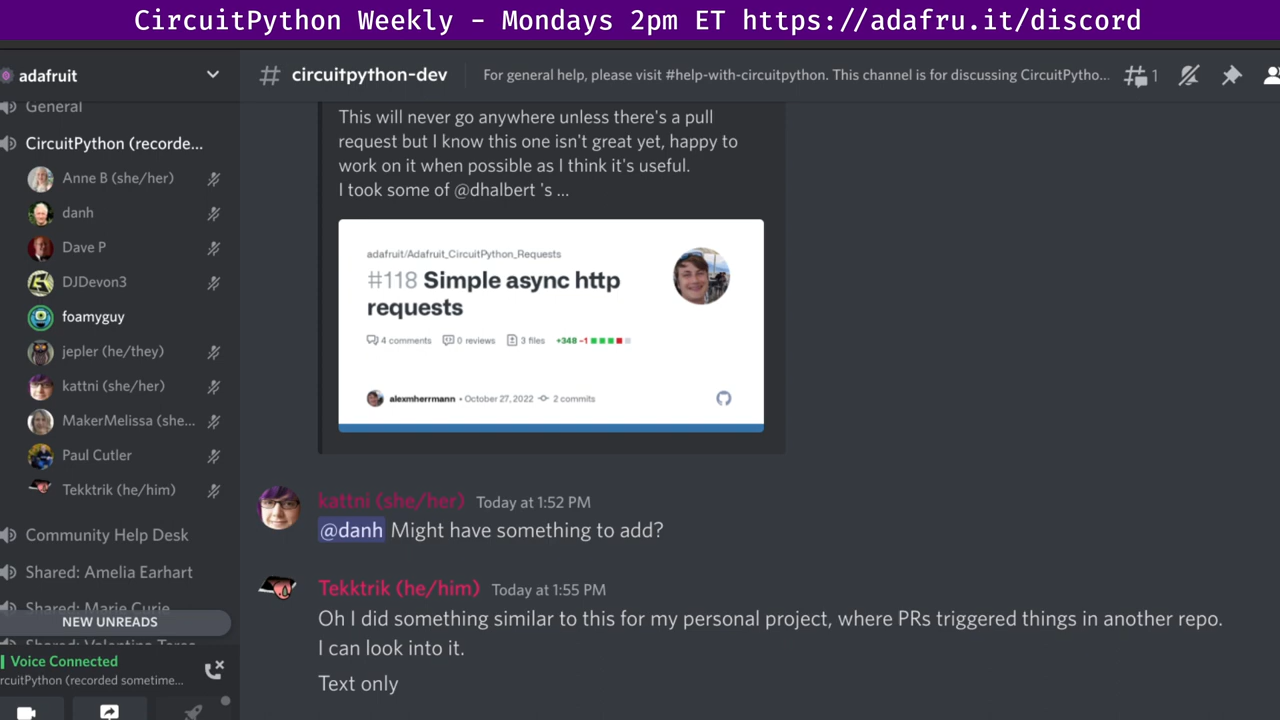 CircuitPython Weekly - Mondays 2pm ET https://adafru.it/discord
adafruit
# circuitpython-dev
For general help, please visit #help-with-circuitpython. This channel is for discussing CircuitPytho...
1
General
CircuitPython (recorde...
Anne B (she/her)
danh
Dave P
DJDevon3
foamyguy
jepler (he/they)
kattni (she/her)
MakerMelissa (she...
Paul Cutler
Tekktrik (he/him)
Community Help Desk
Shared: Amelia Earhart
Shared: Marie Curie
NEW UNREADS
Voice Connected
rcuitPython (recorded sometime...
This will never go anywhere unless there's a pull
request but I know this one isn't great yet, happy to
work on it when possible as I think it's useful.
I took some of @dhalbert 's ...
adafruit/Adafruit_CircuitPython_Requests
#118 Simple async http
requests
4 comments 0 reviews 3 files +348 −1
alexmherrmann • October 27, 2022 2 commits
kattni (she/her) Today at 1:52 PM
@danh Might have something to add?
Tekktrik (he/him) Today at 1:55 PM
Oh I did something similar to this for my personal project, where PRs triggered things in another repo.
I can look into it.
Text only